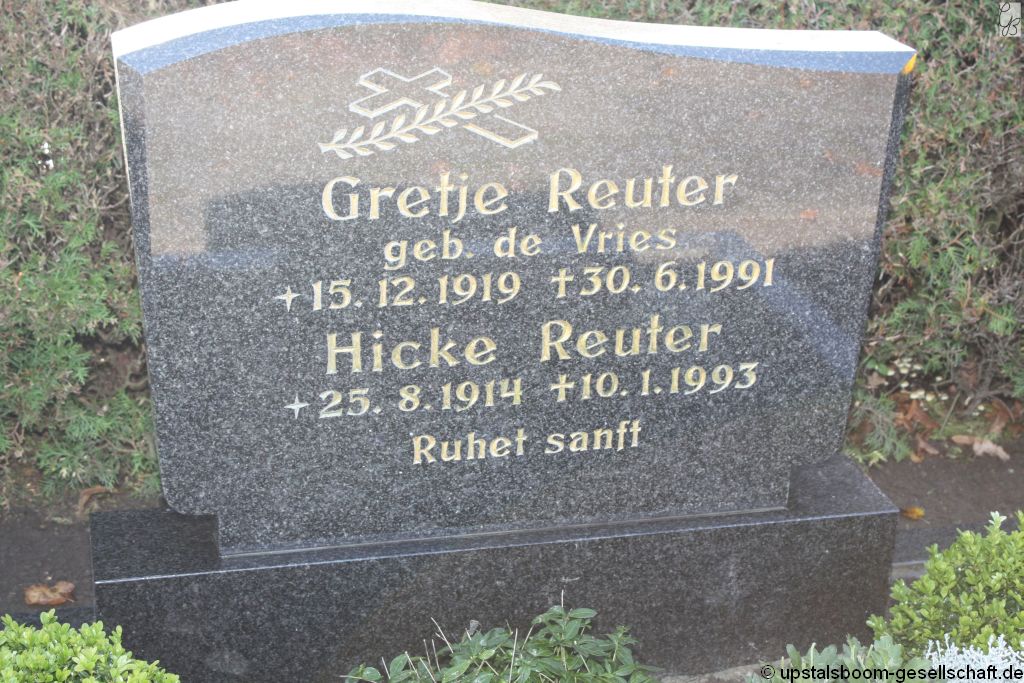 Gretje Reuter
geb. de Vries
15.12.1919 †30.6.1991
Hicke Reuter
25.8.1914 †10.1.1993
Ruhet sanft
© upstalsboom-gesellschaft.de